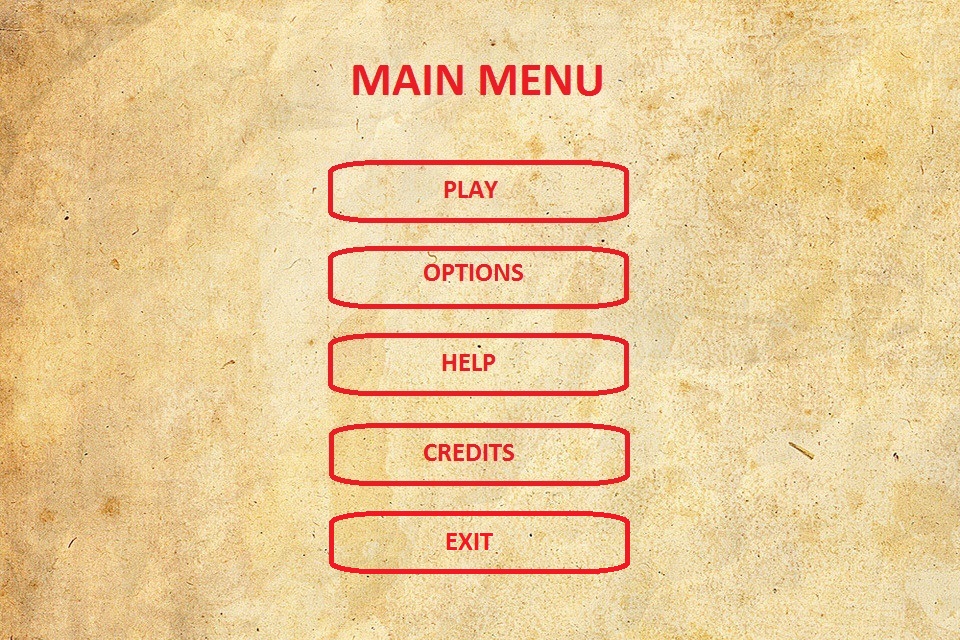 MAIN MENU
PLAY
OPTIONS
HELP
CREDITS
EXIT